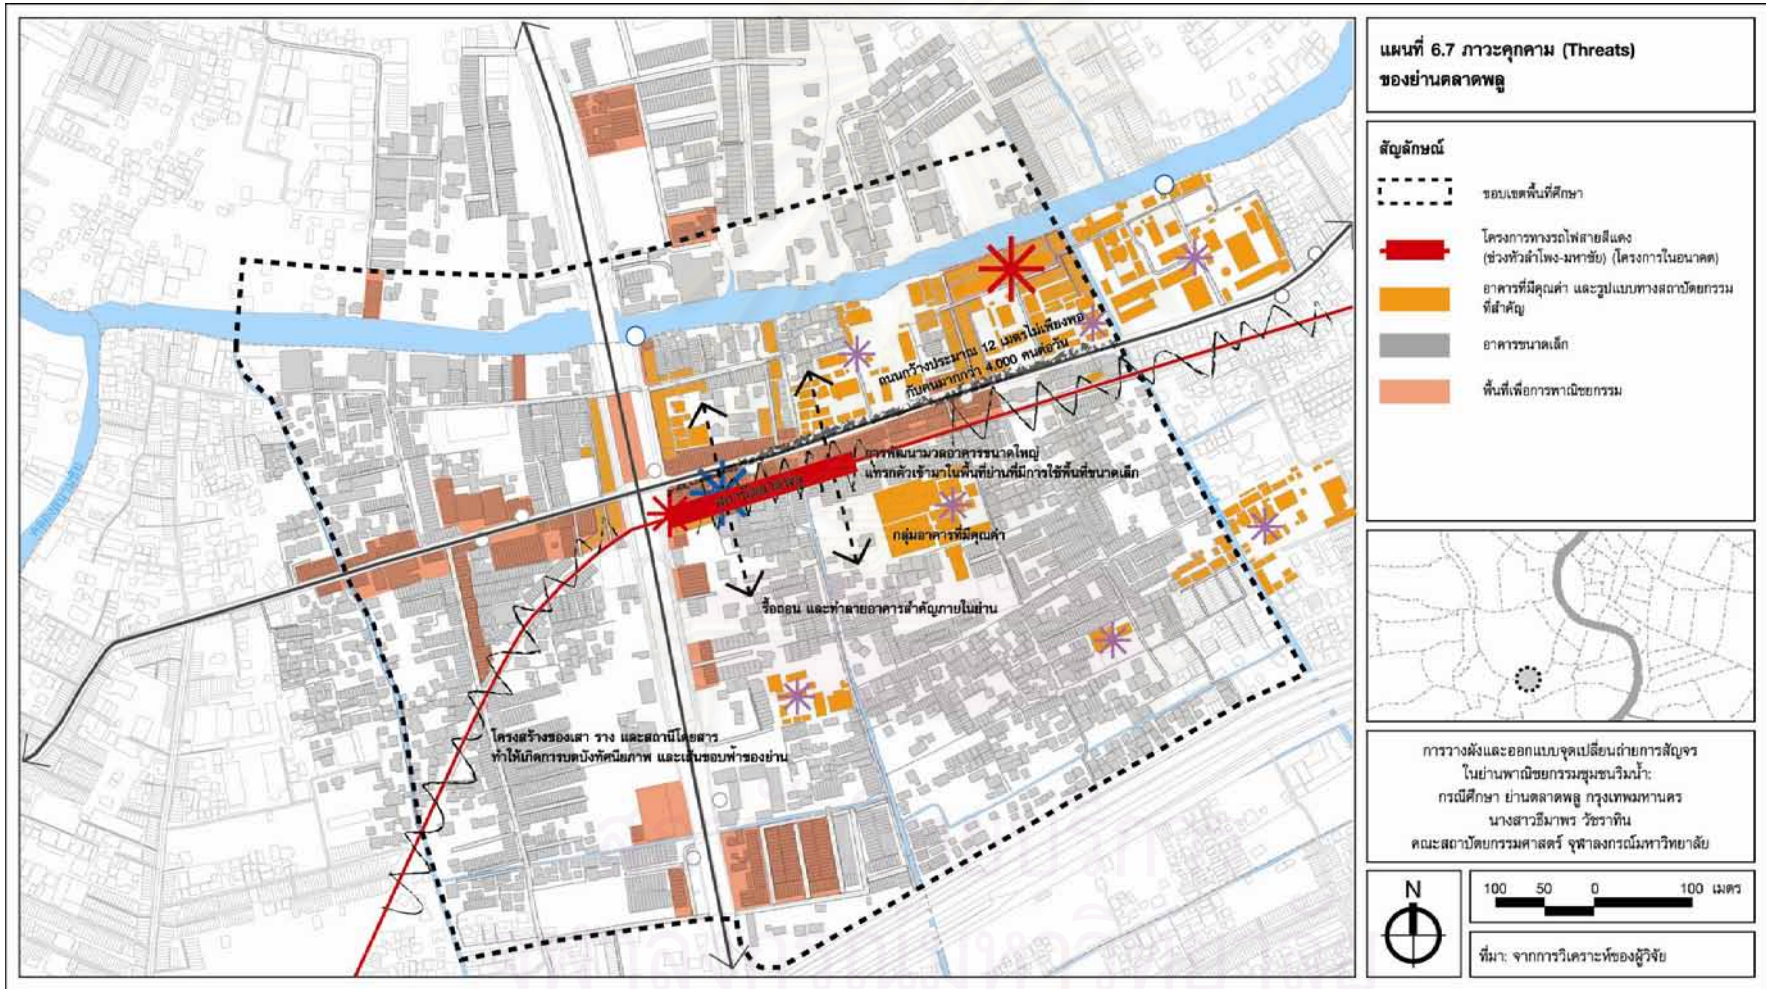 แผนที่ 6.7 ภาวะคุกคาม (Threats)
ของย่านตลาดพลู
สัญลักษณ์
ขอบเขตพื้นที่ศึกษา
โครงการทางรถไฟสายสีแดง
(ช่วงหัวลำโพง-มหาชัย) (โครงการในอนาคต)
อาคารที่มีคุณค่า และรูปแบบทางสถาปัตยกรรม
ที่สำคัญ
อาคารขนาดเล็ก
พื้นที่เพื่อการพาณิชยกรรม
ถนนกว้างประมาณ 12 เมตรไม่เพียงพอ
กับคนมากกว่า 4,000 คนต่อวัน
การพัฒนามวลอาคารขนาดใหญ่
แทรกตัวเข้ามาในพื้นที่ย่านที่มีการใช้พื้นที่ขนาดเล็ก
กลุ่มอาคารที่มีคุณค่า
รื้อถอน และทำลายอาคารสำคัญภายในย่าน
โครงสร้างของเสา ราง และสถานีโดยสาร
ทำให้เกิดการบดบังทัศนียภาพ และเส้นขอบฟ้าของย่าน
การวางผังและออกแบบจุดเปลี่ยนถ่ายการสัญจร
ในย่านพาณิชยกรรมชุมชนริมน้ำ:
กรณีศึกษา ย่านตลาดพลู กรุงเทพมหานคร
นางสาวธีมาพร วัชราทิน
คณะสถาปัตยกรรมศาสตร์ จุฬาลงกรณ์มหาวิทยาลัย
N
100 50 0 100 เมตร
ที่มา: จากการวิเคราะห์ของผู้วิจัย
จุฬาลงกรณ์มหาวิทยาลัย